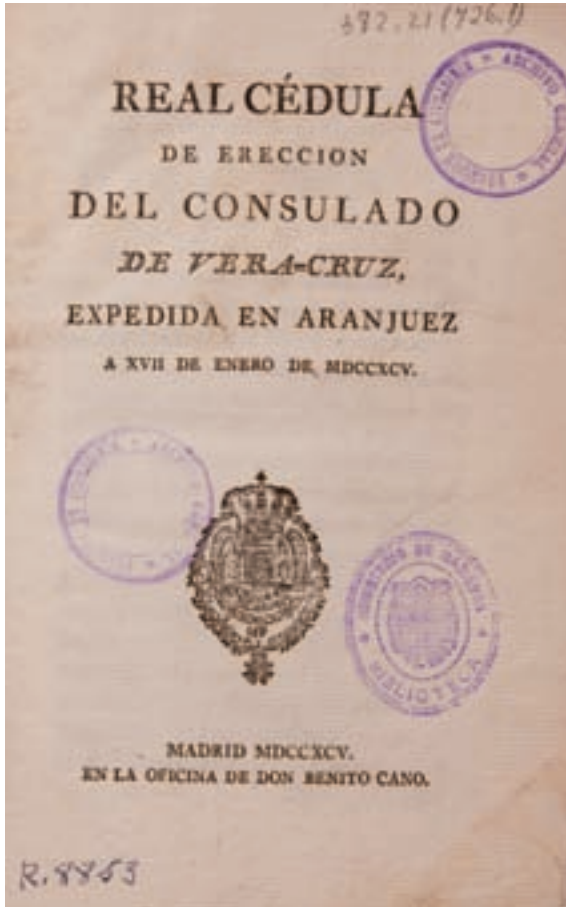 382.21(726.1)
REAL CÉDULA
DE ERECCION
DEL CONSULADO
DE VERA-CRUZ,
EXPEDIDA EN ARANJUEZ
A XVII DE ENERO DE MDCCXCV.
ARCHIVO
BIBLIOTECA
MADRID MDCCXCV.
EN LA OFICINA DE DON BENITO CANO.
R.8853